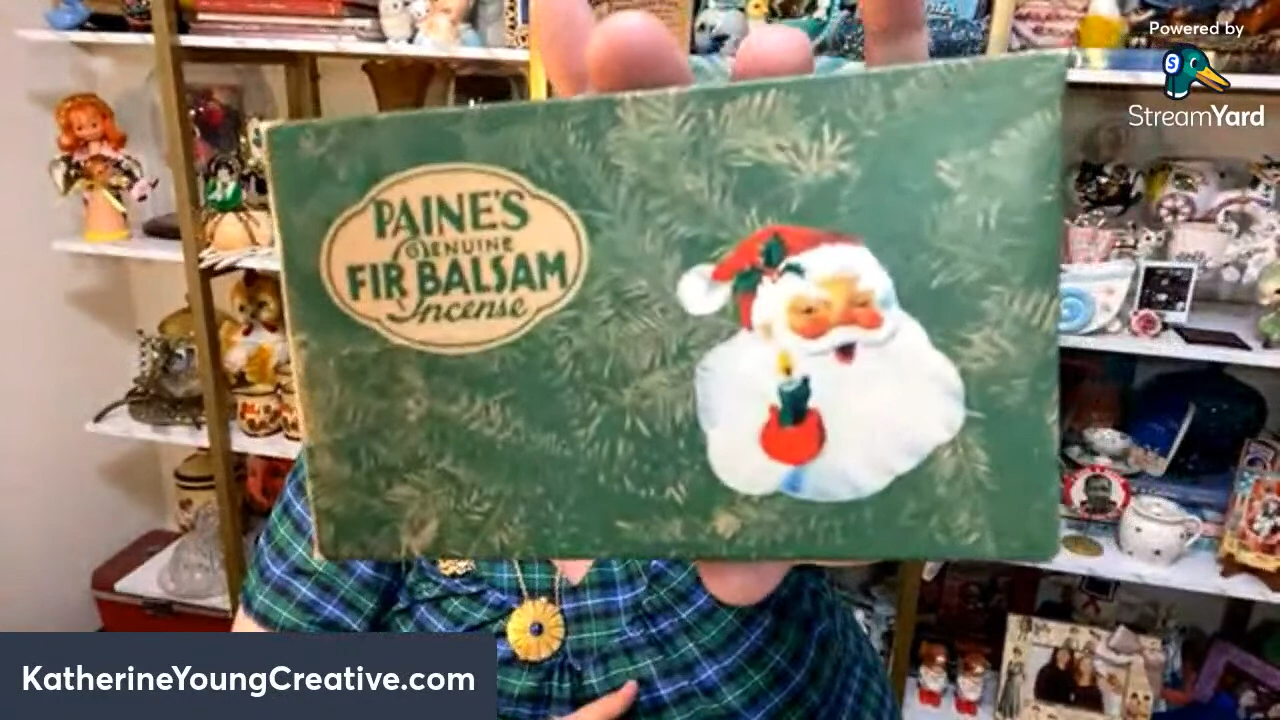 Powered by
S
StreamYard
PAINE'S
GENUINE
FIR BALSAM
Incense
KatherineYoungCreative.com